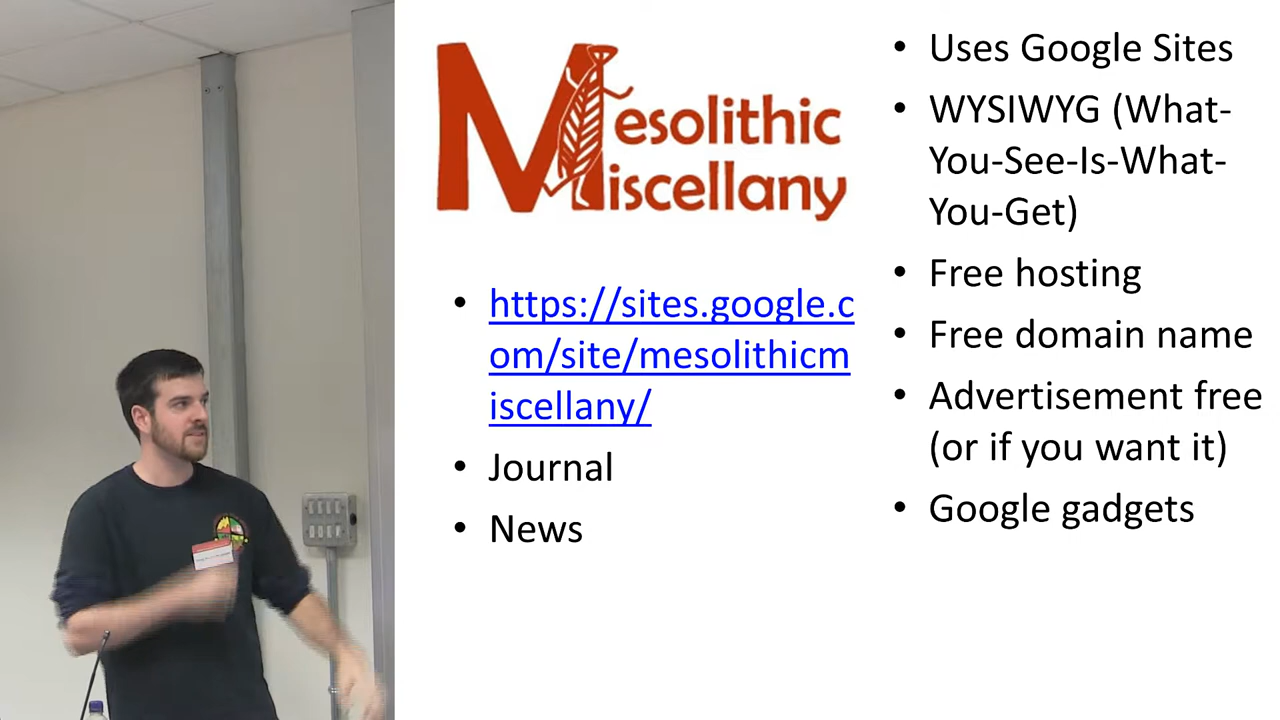 Mesolithic
Miscellany
• https://sites.google.c
om/site/mesolithicm
iscellany/
• Journal
• News
• Uses Google Sites
• WYSIWYG (What-
You-See-Is-What-
You-Get)
• Free hosting
• Free domain name
• Advertisement free
(or if you want it)
• Google gadgets